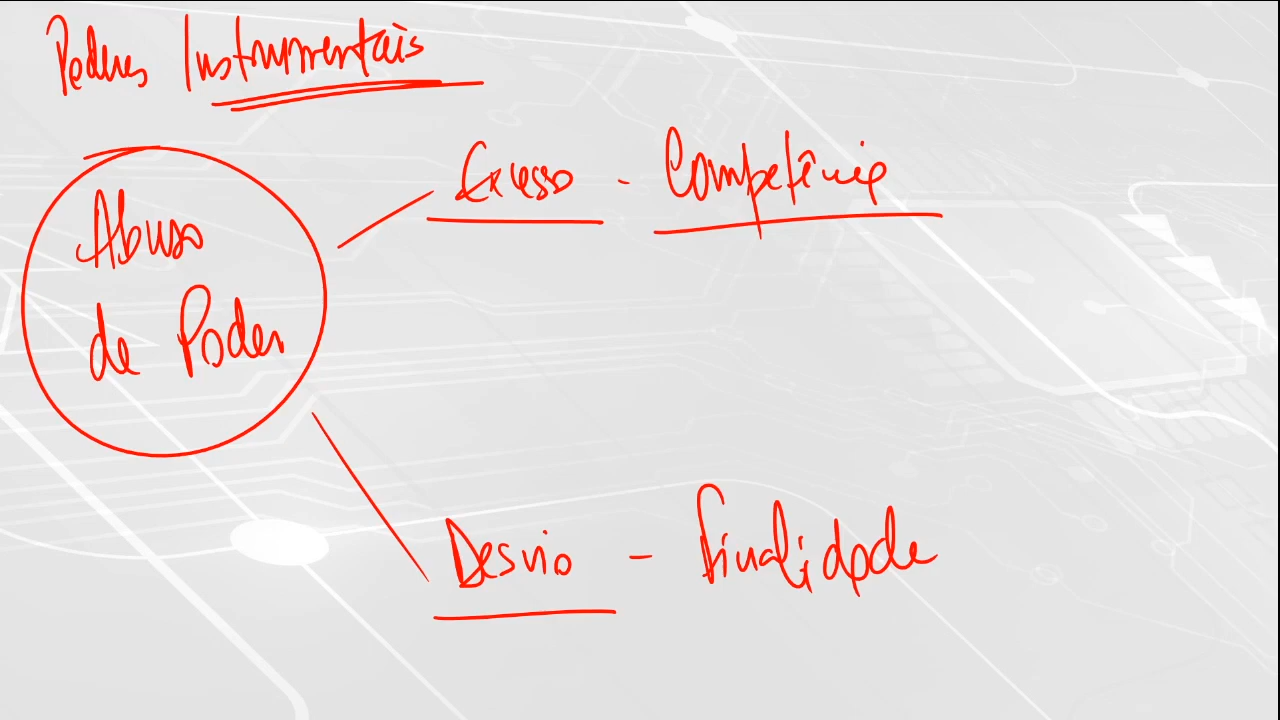 Poderes Instrumentais
Abuso
de Poder
Excesso - Competência
Desvio - finalidade